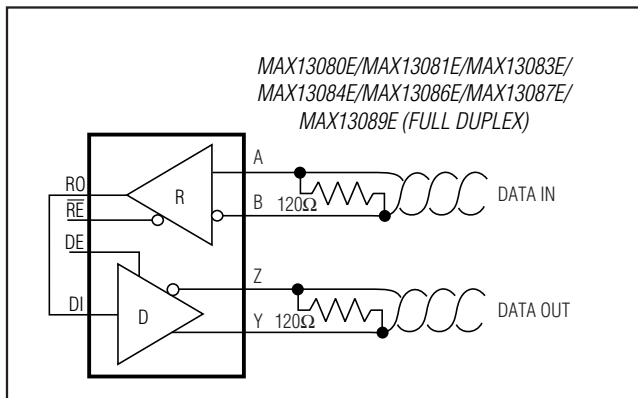 MAX13080E/MAX13081E/MAX13083E/
MAX13084E/MAX13086E/MAX13087E/
MAX13089E (FULL DUPLEX)
A
RO
R
RE
B
120Ω
DATA IN
DE
Z
DI
D
Y
120Ω
DATA OUT